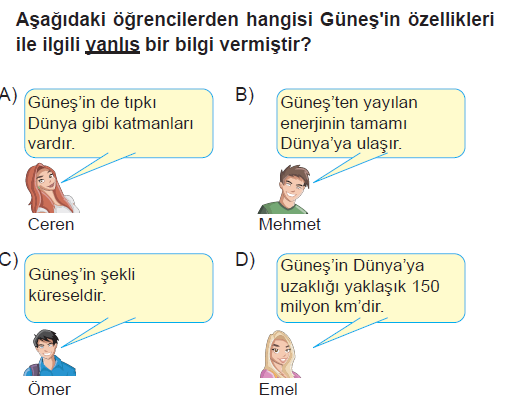 Aşağıdaki öğrencilerden hangisi Güneş'in özellikleri
ile ilgili yanlış bir bilgi vermiştir?
A)
Güneş’in de tıpkı
Dünya gibi katmanları
vardır.
Ceren
B)
Güneş’ten yayılan
enerjinin tamamı
Dünya’ya ulaşır.
Mehmet
C)
Güneş’in şekli
küreseldir.
Ömer
D)
Güneş’in Dünya’ya
uzaklığı yaklaşık 150
milyon km’dir.
Emel